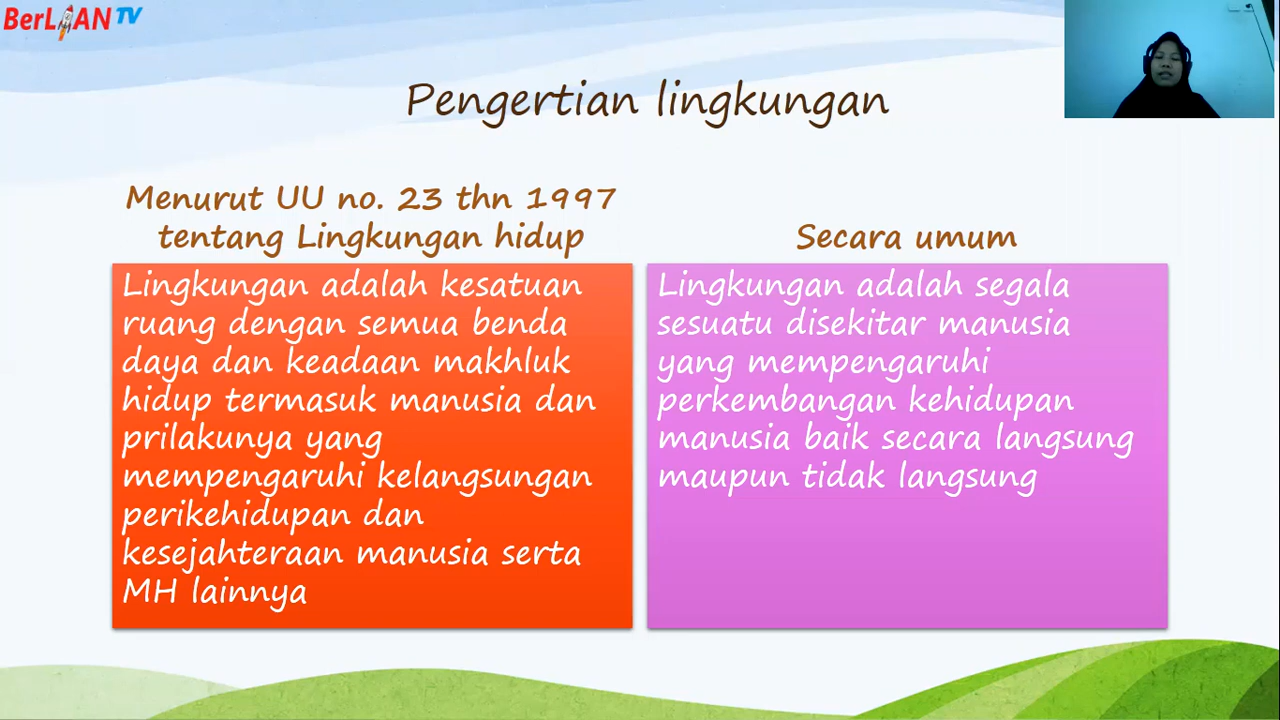 BerLIAN TV
Pengertian lingkungan
Menurut UU no. 23 thn 1997
tentang Lingkungan hidup
Lingkungan adalah kesatuan
ruang dengan semua benda
daya dan keadaan makhluk
hidup termasuk manusia dan
prilakunya yang
mempengaruhi kelangsungan
perikehidupan dan
kesejahteraan manusia serta
MH lainnya
Secara umum
Lingkungan adalah segala
sesuatu disekitar manusia
yang mempengaruhi
perkembangan kehidupan
manusia baik secara langsung
maupun tidak langsung